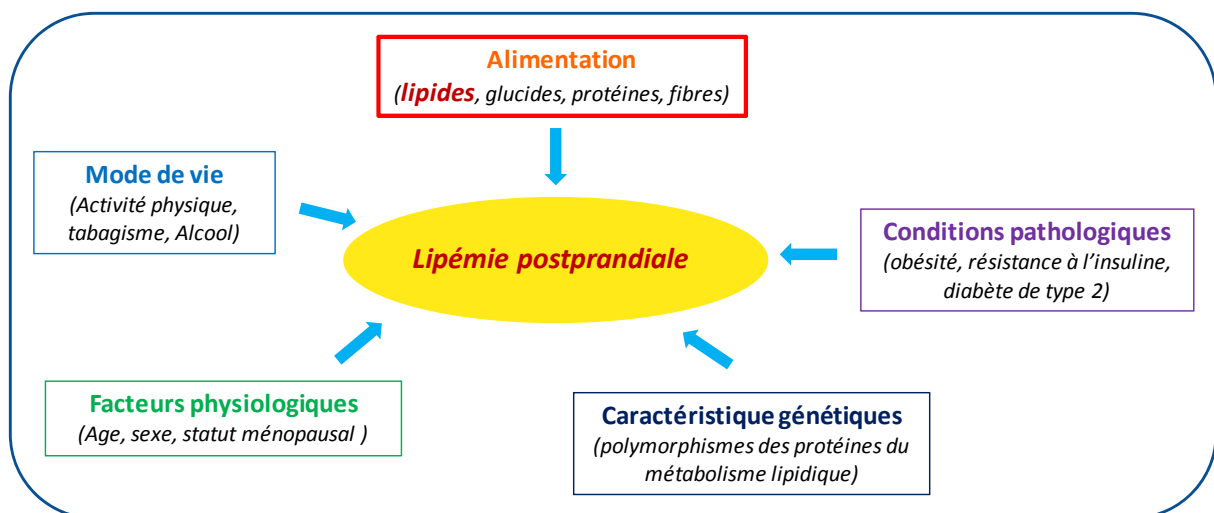 Alimentation
(lipides, glucides, protéines, fibres)
Mode de vie
(Activité physique,
tabagisme, Alcool)
Lipémie postprandiale
Conditions pathologiques
(obésité, résistance à l’insuline,
diabète de type 2)
Facteurs physiologiques
(Age, sexe, statut ménopausal )
Caractéristique génétiques
(polymorphismes des protéines du
métabolisme lipidique)